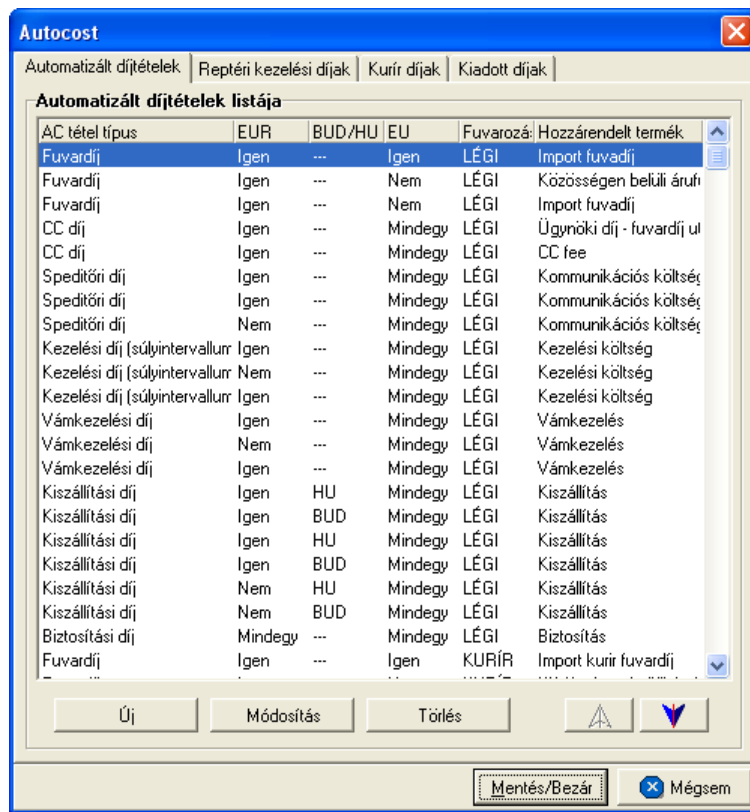 Autocost
Automatizált díjtételek Reptéri kezelési díjak Kurír díjak Kiadott díjak
Automatizált díjtételek listája
AC tétel típus EUR BUD/HU EU Fuvarozá: Hozzárendelt termék
Fuvardíj Igen --- Igen LÉGI Import fuvadíj
Fuvardíj Igen --- Nem LÉGI Közösségen belüli árufu
Fuvardíj Igen --- Nem LÉGI Import fuvadíj
CC díj Igen --- Mindegy LÉGI Ügynöki díj - fuvardíj ut
CC díj Igen --- Mindegy LÉGI CC fee
Speditőri díj Igen --- Mindegy LÉGI Kommunikációs költség
Speditőri díj Igen --- Mindegy LÉGI Kommunikációs költség
Speditőri díj Nem --- Mindegy LÉGI Kommunikációs költség
Kezelési díj (súlyintervallum Igen --- Mindegy LÉGI Kezelési költség
Kezelési díj (súlyintervallum Nem --- Mindegy LÉGI Kezelési költség
Kezelési díj (súlyintervallum Igen --- Mindegy LÉGI Kezelési költség
Vámkezelési díj Igen --- Mindegy LÉGI Vámkezelés
Vámkezelési díj Nem --- Mindegy LÉGI Vámkezelés
Vámkezelési díj Igen --- Mindegy LÉGI Vámkezelés
Kiszállítási díj Igen HU Mindegy LÉGI Kiszállítás
Kiszállítási díj Igen BUD Mindegy LÉGI Kiszállítás
Kiszállítási díj Igen HU Mindegy LÉGI Kiszállítás
Kiszállítási díj Igen BUD Mindegy LÉGI Kiszállítás
Kiszállítási díj Nem HU Mindegy LÉGI Kiszállítás
Kiszállítási díj Nem BUD Mindegy LÉGI Kiszállítás
Biztosítási díj Mindegy --- Mindegy LÉGI Biztosítás
Fuvardíj Igen --- Igen KURÍR Import kurir fuvardíj
Új Módosítás Törlés
Mentés/Bezár Mégsem